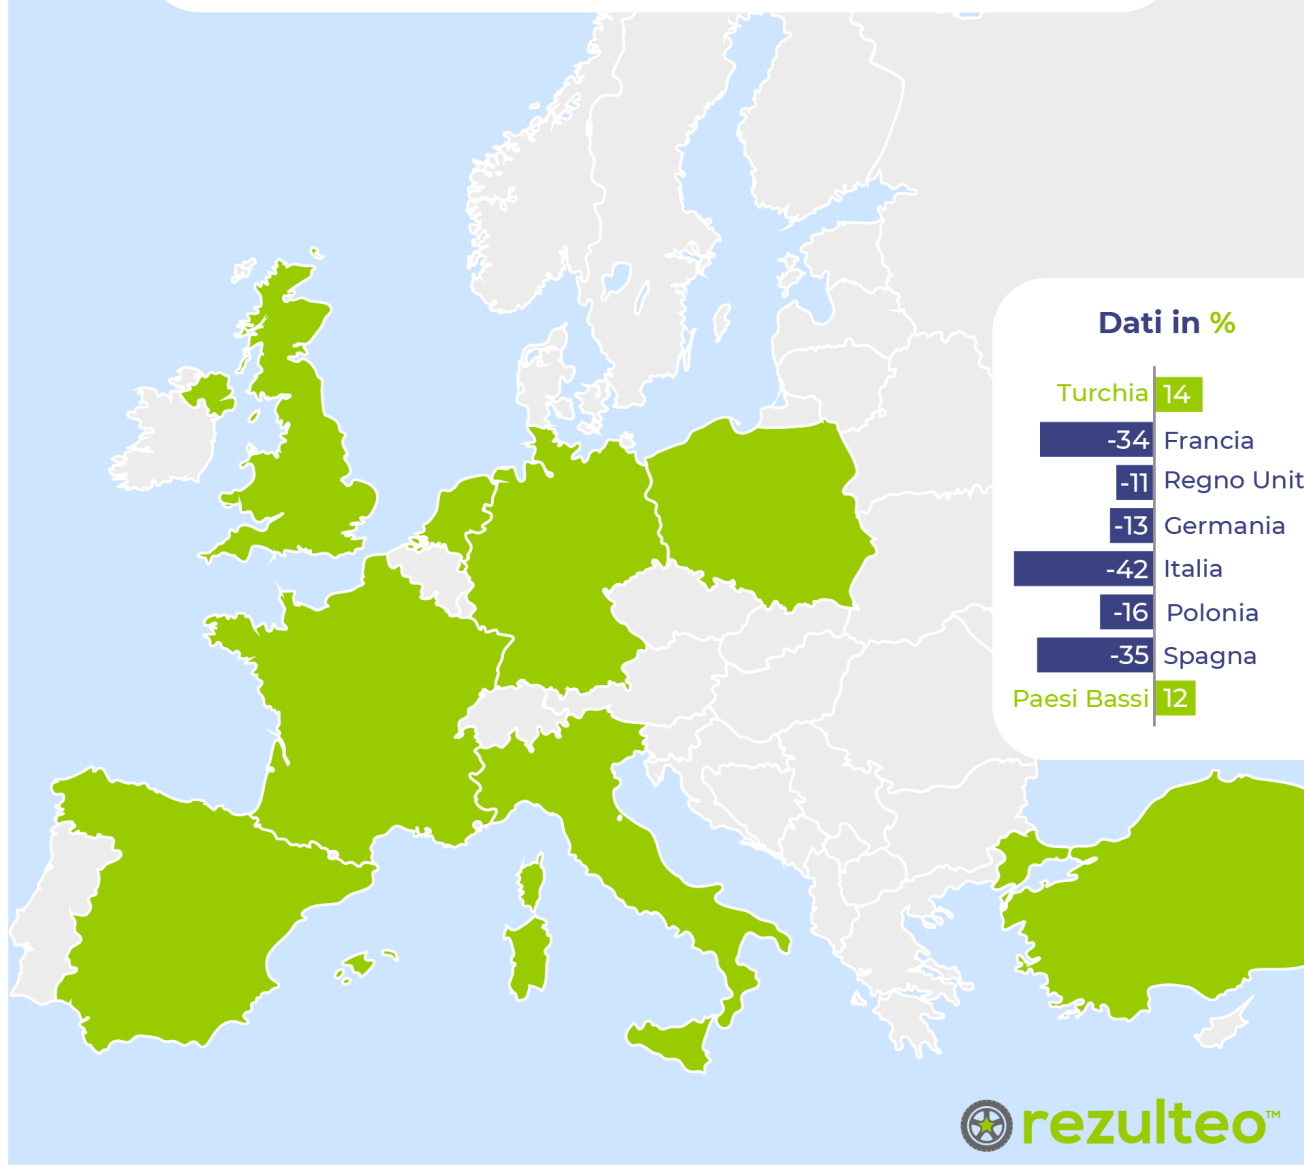 Dati in %
Turchia 14
-34 Francia
-11 Regno Unit
-13 Germania
-42 Italia
-16 Polonia
-35 Spagna
Paesi Bassi 12
rezulteo™